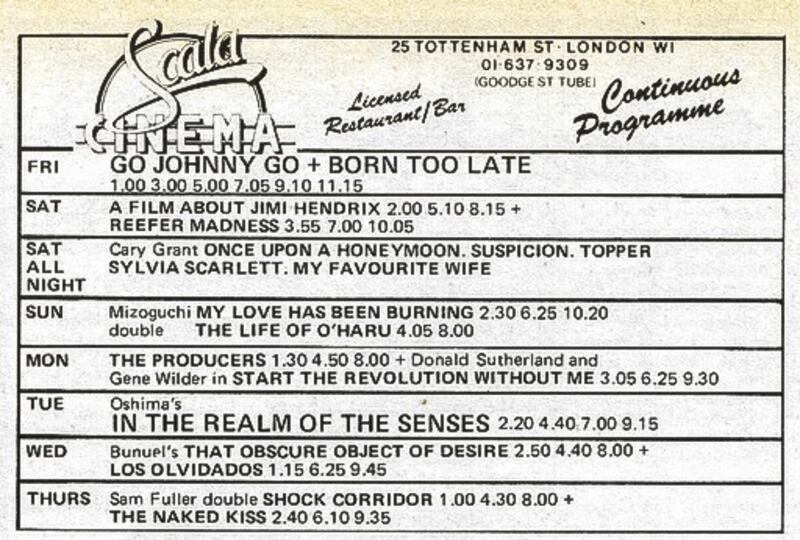 Scala
CINEMA
25 TOTTENHAM ST · LONDON W1
01·637·9309
(GOODGE ST TUBE)
Licensed
Restaurant/Bar
Continuous
Programme
FRI GO JOHNNY GO + BORN TOO LATE
1.00 3.00 5.00 7.05 9.10 11.15
SAT A FILM ABOUT JIMI HENDRIX 2.00 5.10 8.15 +
REEFER MADNESS 3.55 7.00 10.05
SAT Cary Grant ONCE UPON A HONEYMOON. SUSPICION. TOPPER
ALL SYLVIA SCARLETT. MY FAVOURITE WIFE
NIGHT
SUN Mizoguchi MY LOVE HAS BEEN BURNING 2.30 6.25 10.20
double THE LIFE OF O'HARU 4.05 8.00
MON THE PRODUCERS 1.30 4.50 8.00 + Donald Sutherland and
Gene Wilder in START THE REVOLUTION WITHOUT ME 3.05 6.25 9.30
TUE Oshima's
IN THE REALM OF THE SENSES 2.20 4.40 7.00 9.15
WED Bunuel's THAT OBSCURE OBJECT OF DESIRE 2.50 4.40 8.00 +
LOS OLVIDADOS 1.15 6.25 9.45
THURS Sam Fuller double SHOCK CORRIDOR 1.00 4.30 8.00 +
THE NAKED KISS 2.40 6.10 9.35